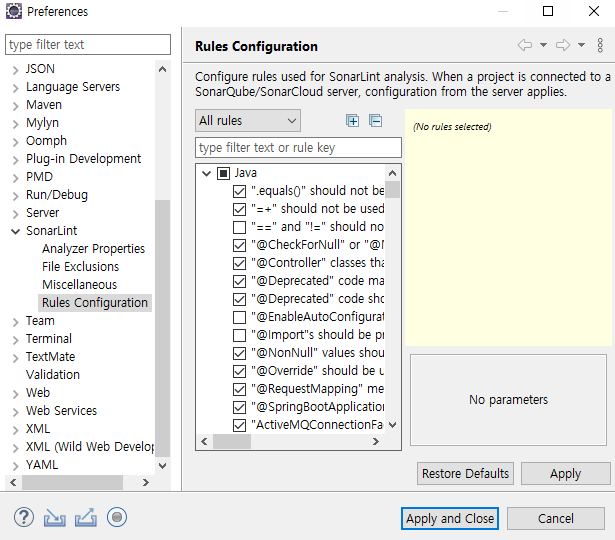 Preferences
type filter text
JSON
Language Servers
Maven
Mylyn
Oomph
Plug-in Development
PMD
Run/Debug
Server
SonarLint
Analyzer Properties
File Exclusions
Miscellaneous
Rules Configuration
Team
Terminal
TextMate
Validation
Web
Web Services
XML
XML (Wild Web Develop
YAML
Rules Configuration
Configure rules used for SonarLint analysis. When a project is connected to a
SonarQube/SonarCloud server, configuration from the server applies.
All rules
type filter text or rule key
Java
".equals()" should not be
"=+" should not be used
"==" and "!=" should no
"@CheckForNull" or "@N
"@Controller" classes tha
"@Deprecated" code ma
"@Deprecated" code sho
"@EnableAutoConfigurat
"@Import"s should be pr
"@NonNull" values shou
"@Override" should be u
"@RequestMapping" me
"@SpringBootApplication
"ActiveMQConnectionFa
(No rules selected)
No parameters
Restore Defaults
Apply
Apply and Close
Cancel